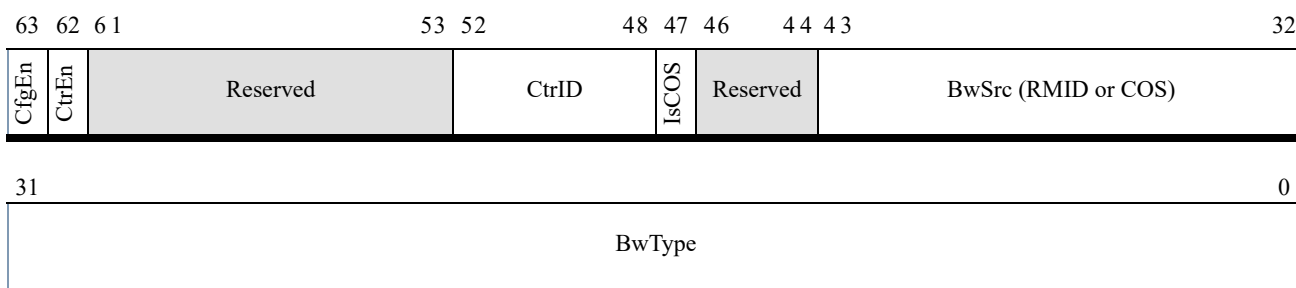 63 62 61 53 52 48 47 46 44 43 32
CfgEn CtrEn Reserved CtrID IsCOS Reserved BwSrc (RMID or COS)
31 0
BwType